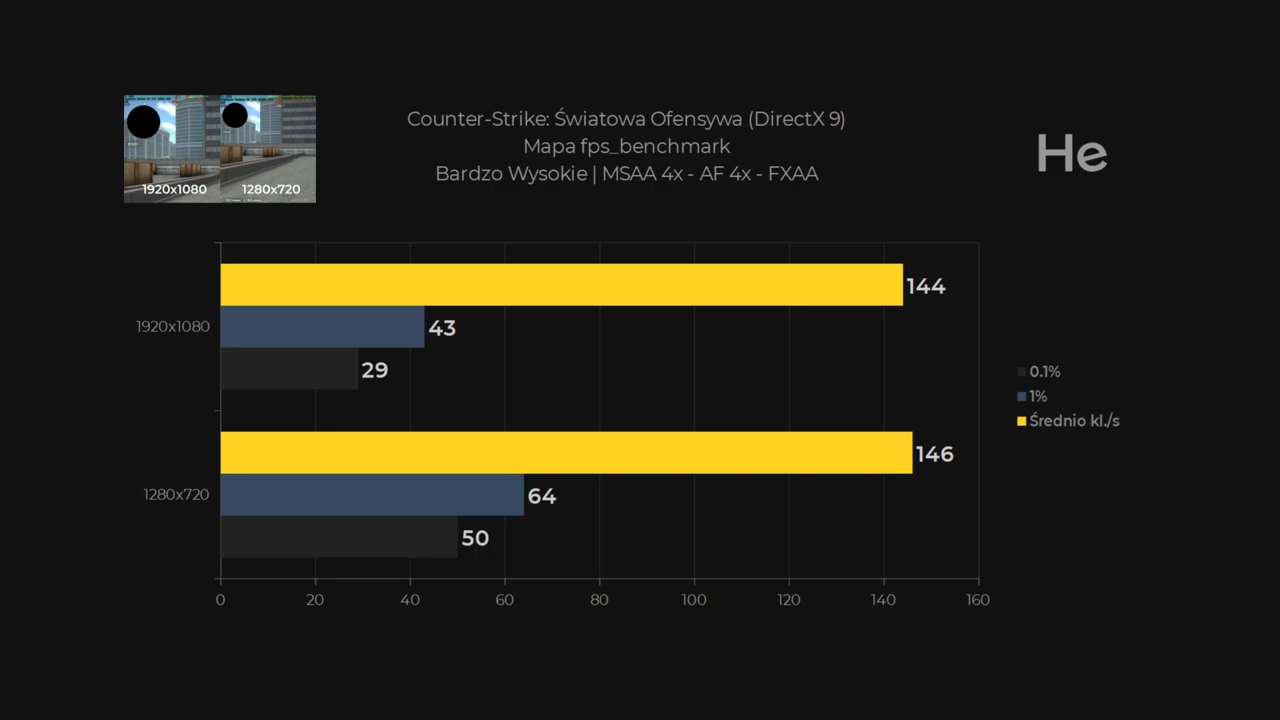 Counter-Strike: Światowa Ofensywa (DirectX 9)
Mapa fps_benchmark
Bardzo Wysokie | MSAA 4x - AF 4x - FXAA
He
1920x1080
1280x720
144
1920x1080
43
29
146
1280x720
64
50
0.1%
1%
Średnio kl./s
0 20 40 60 80 100 120 140 160